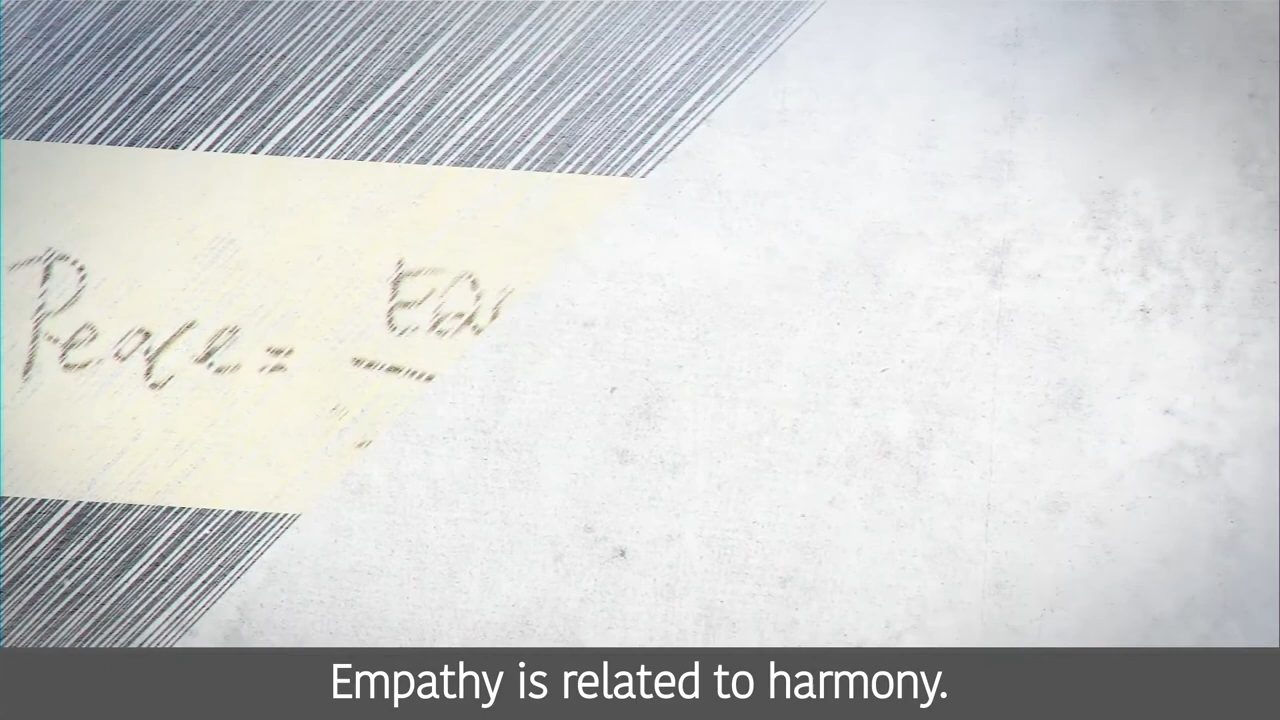 Peace =
Empathy is related to harmony.